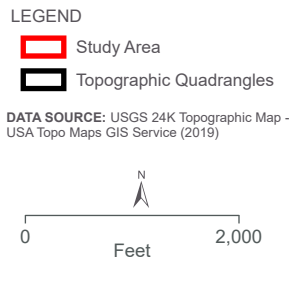 LEGEND
Study Area
Topographic Quadrangles
DATA SOURCE: USGS 24K Topographic Map -
USA Topo Maps GIS Service (2019)
N
0 2,000
Feet